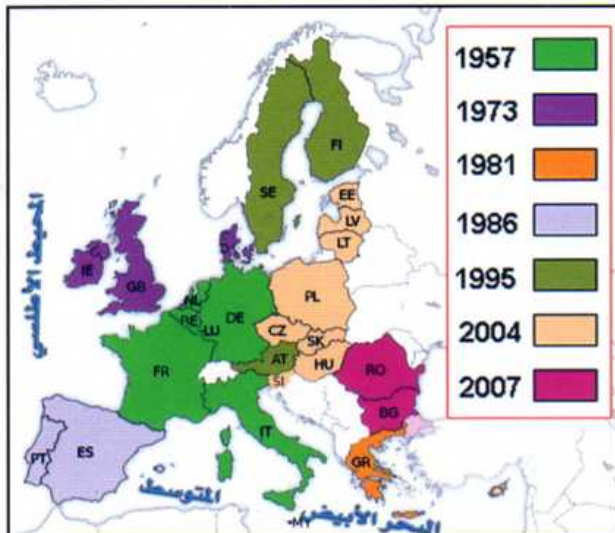 1957
1973
1981
1986
1995
2004
2007
FI
SE
EE
LV
LT
IE
GB
D
NL
BE
LU
DE
PL
CZ
SK
AT
HU
SI
FR
RO
BG
IT
PT
ES
GR
MT
المحيط الأطلسي
البحر الأبيض
المتوسط